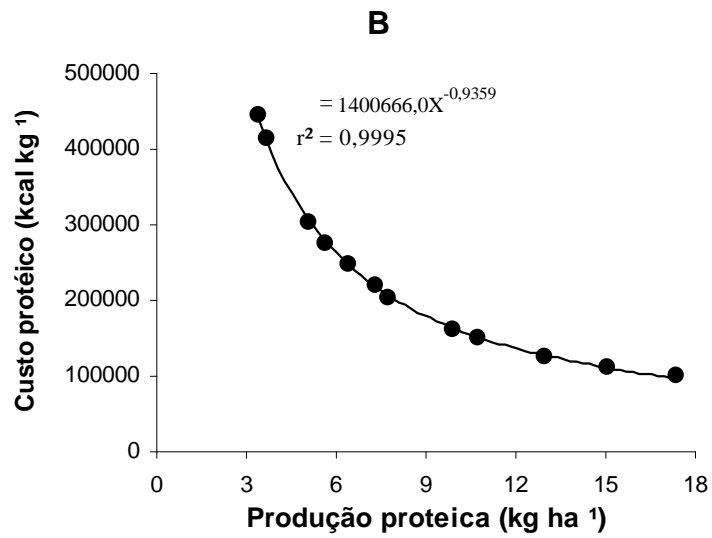 B
500000
400000
300000
200000
100000
0
Custo protéico (kcal kg ¹)
= 1400666,0X^-0,9359
r² = 0,9995
0 3 6 9 12 15 18
Produção proteica (kg ha ¹)